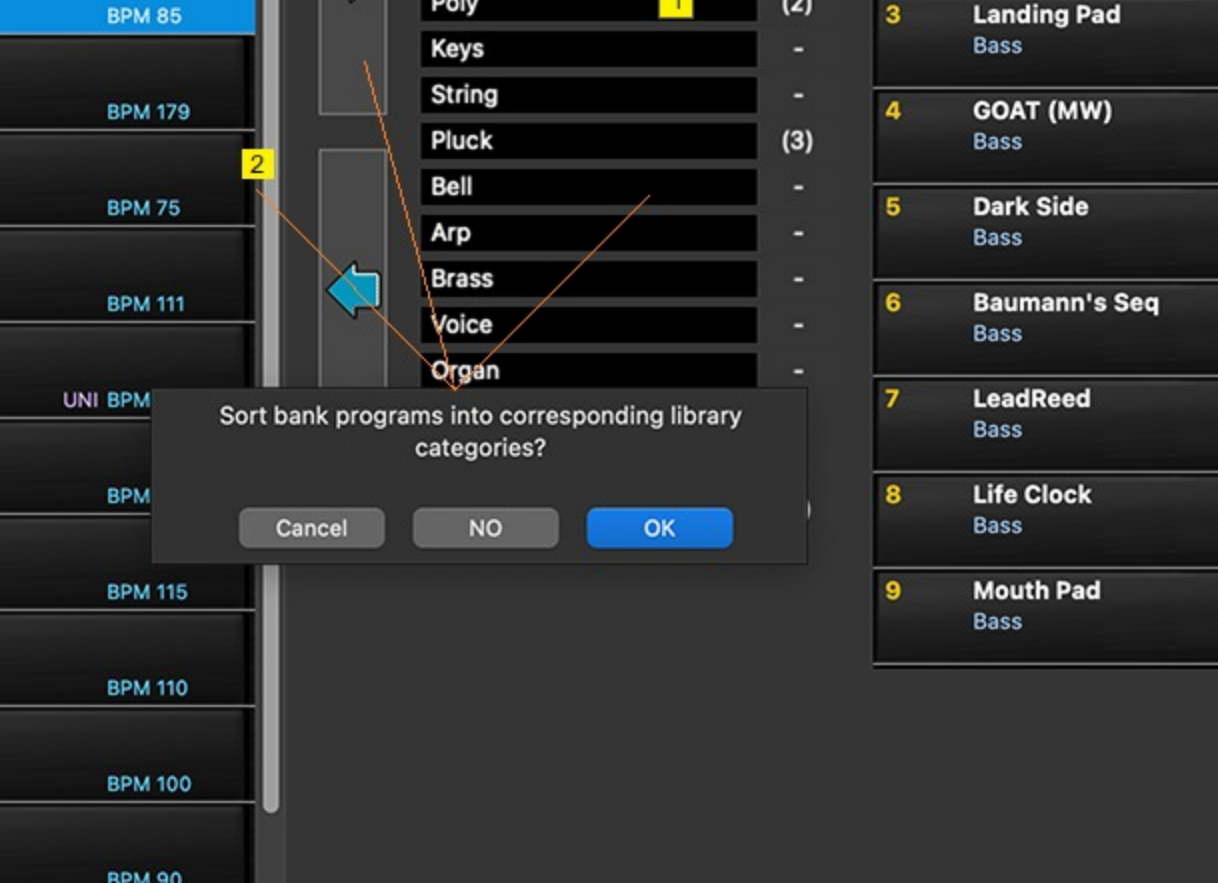 BPM 85
BPM 179
2
BPM 75
BPM 111
UNI BPM
BPM
BPM 115
BPM 110
BPM 100
BPM 90
Poly
1
(2)
Keys
-
String
-
Pluck
(3)
Bell
-
Arp
-
Brass
-
Voice
-
Organ
-
Sort bank programs into corresponding library
categories?
Cancel
NO
OK
3 Landing Pad
Bass
4 GOAT (MW)
Bass
5 Dark Side
Bass
6 Baumann's Seq
Bass
7 LeadReed
Bass
8 Life Clock
Bass
9 Mouth Pad
Bass